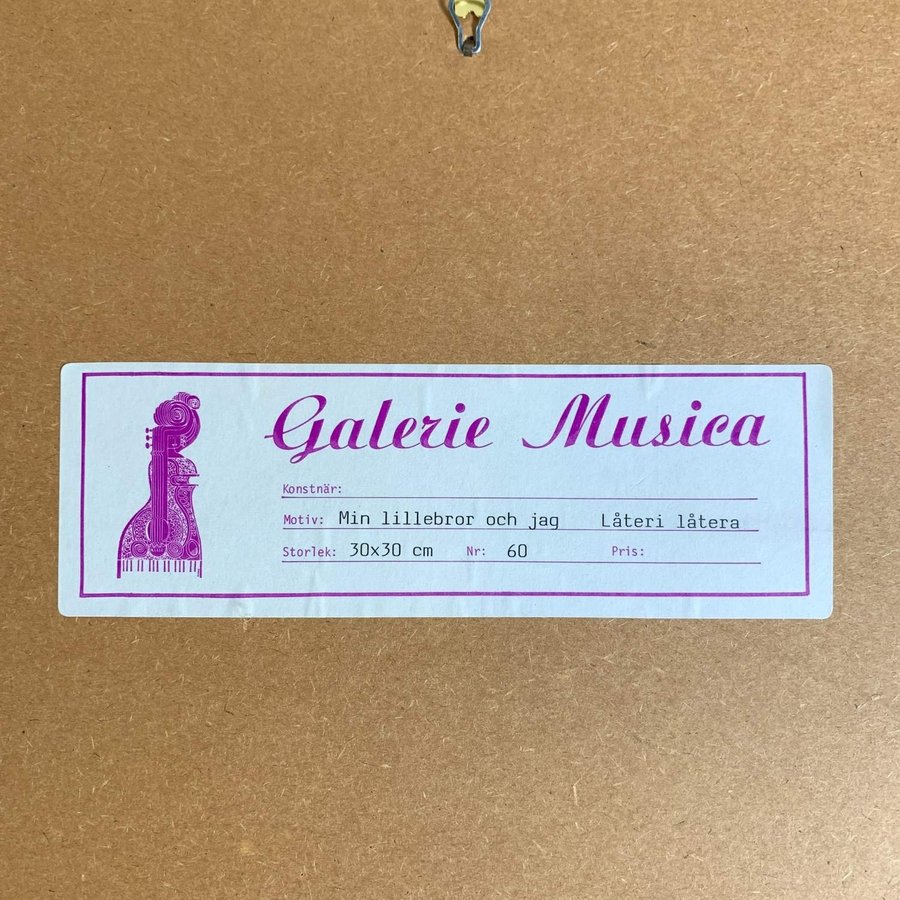 Galerie Musica
Konstnär:
Motiv: Min lillebror och jag Låteri låtera
Storlek: 30x30 cm Nr: 60 Pris: